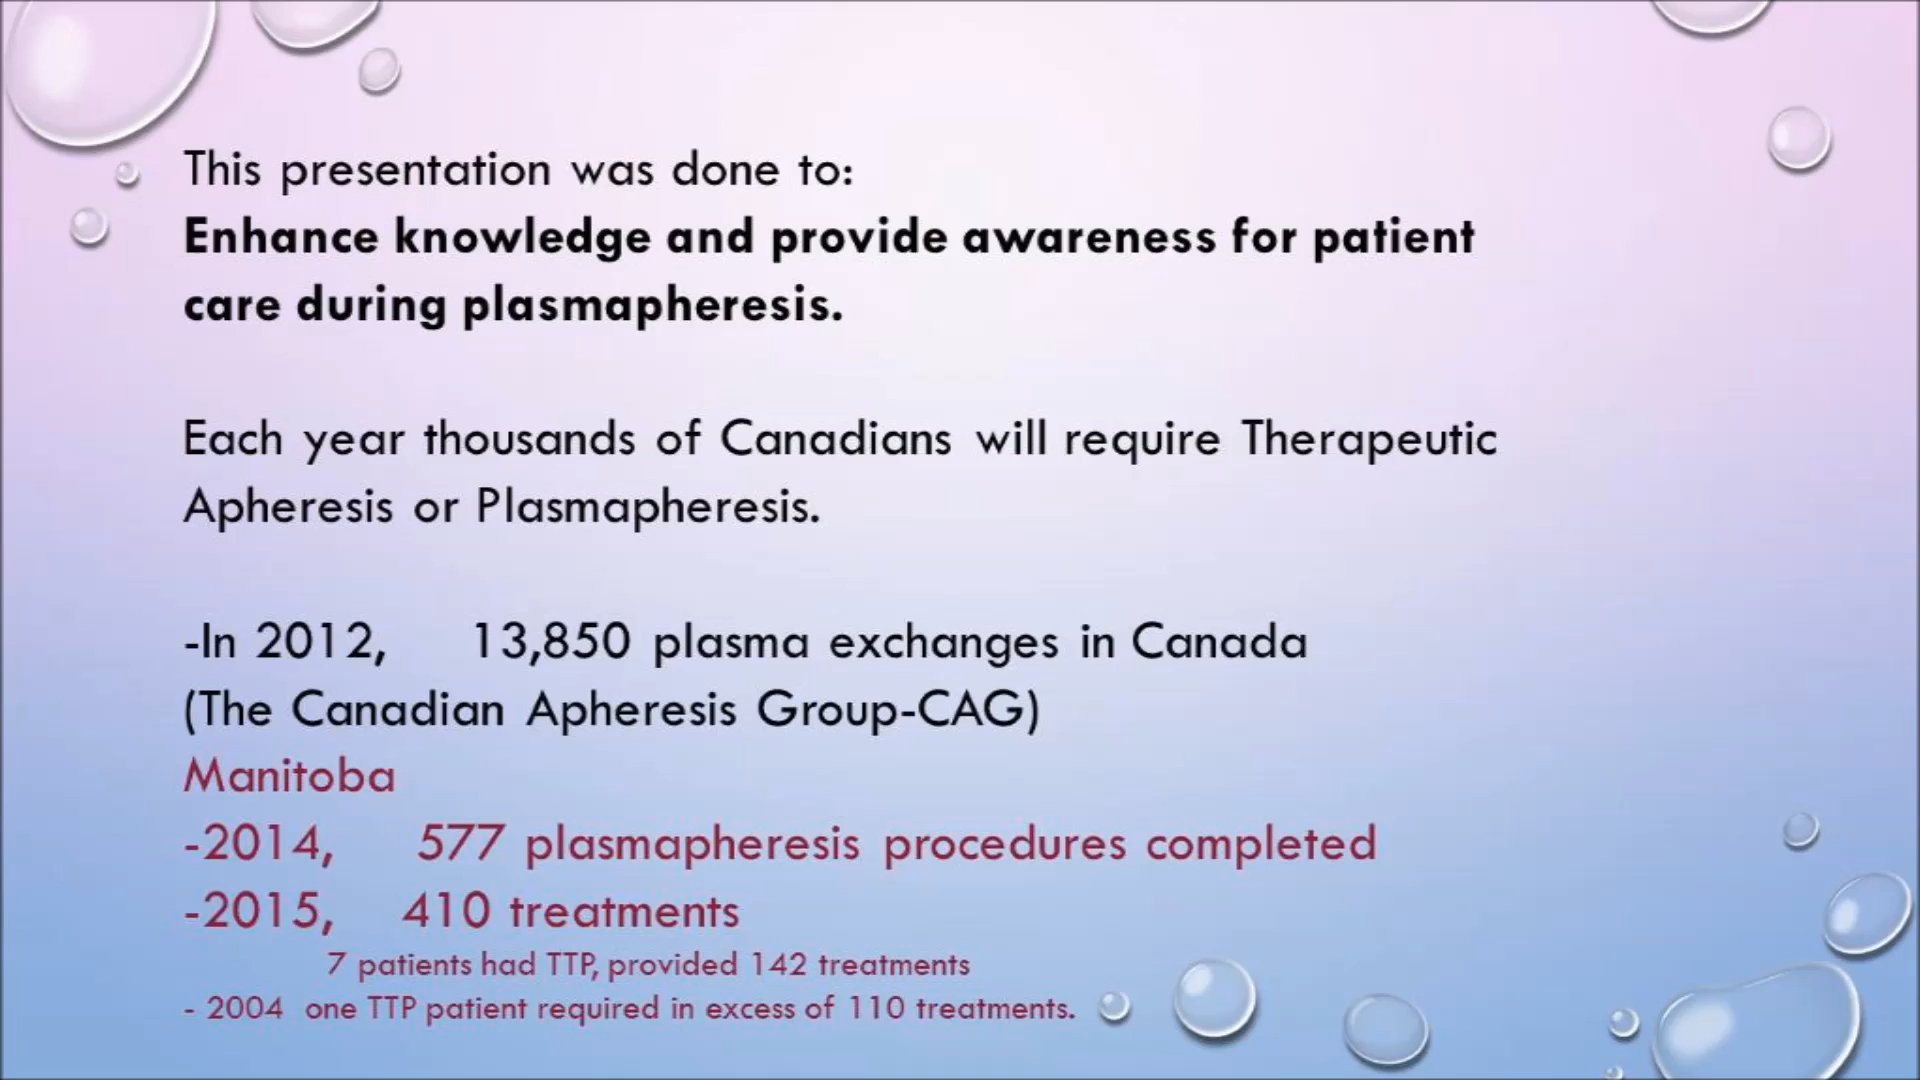 This presentation was done to:
Enhance knowledge and provide awareness for patient
care during plasmapheresis.
Each year thousands of Canadians will require Therapeutic
Apheresis or Plasmapheresis.
-In 2012, 13,850 plasma exchanges in Canada
(The Canadian Apheresis Group-CAG)
Manitoba
-2014, 577 plasmapheresis procedures completed
-2015, 410 treatments
7 patients had TTP, provided 142 treatments
- 2004 one TTP patient required in excess of 110 treatments.